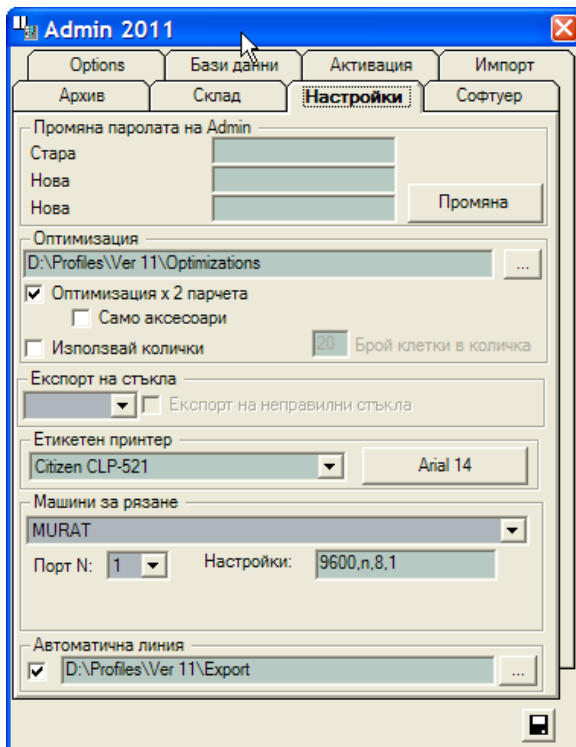 Admin 2011
Options Бази данни Активация Импорт
Архив Склад Настройки Софтуер
Промяна паролата на Admin
Стара
Нова
Нова Промяна
Оптимизация
D:\Profiles\Ver 11\Optimizations ...
Оптимизация x 2 парчета
Само аксесоари
Използвай колички 20 Брой клетки в количка
Експорт на стъкла
Експорт на неправилни стъкла
Етикетен принтер
Citizen CLP-521 Arial 14
Машини за рязане
MURAT
Порт N: 1 Настройки: 9600,n,8,1
Автоматична линия
D:\Profiles\Ver 11\Export ...